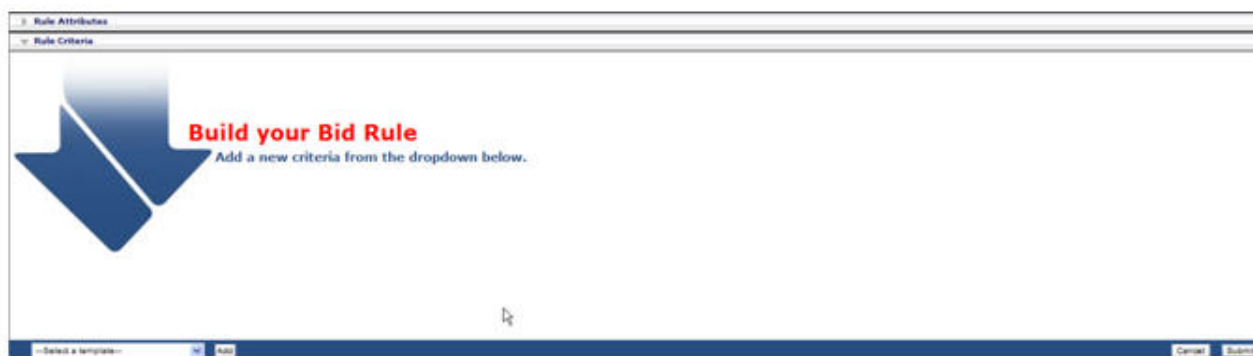 Rule Attributes
Rule Criteria
Build your Bid Rule
Add a new criteria from the dropdown below.
--Select a template-- Add Cancel Submit